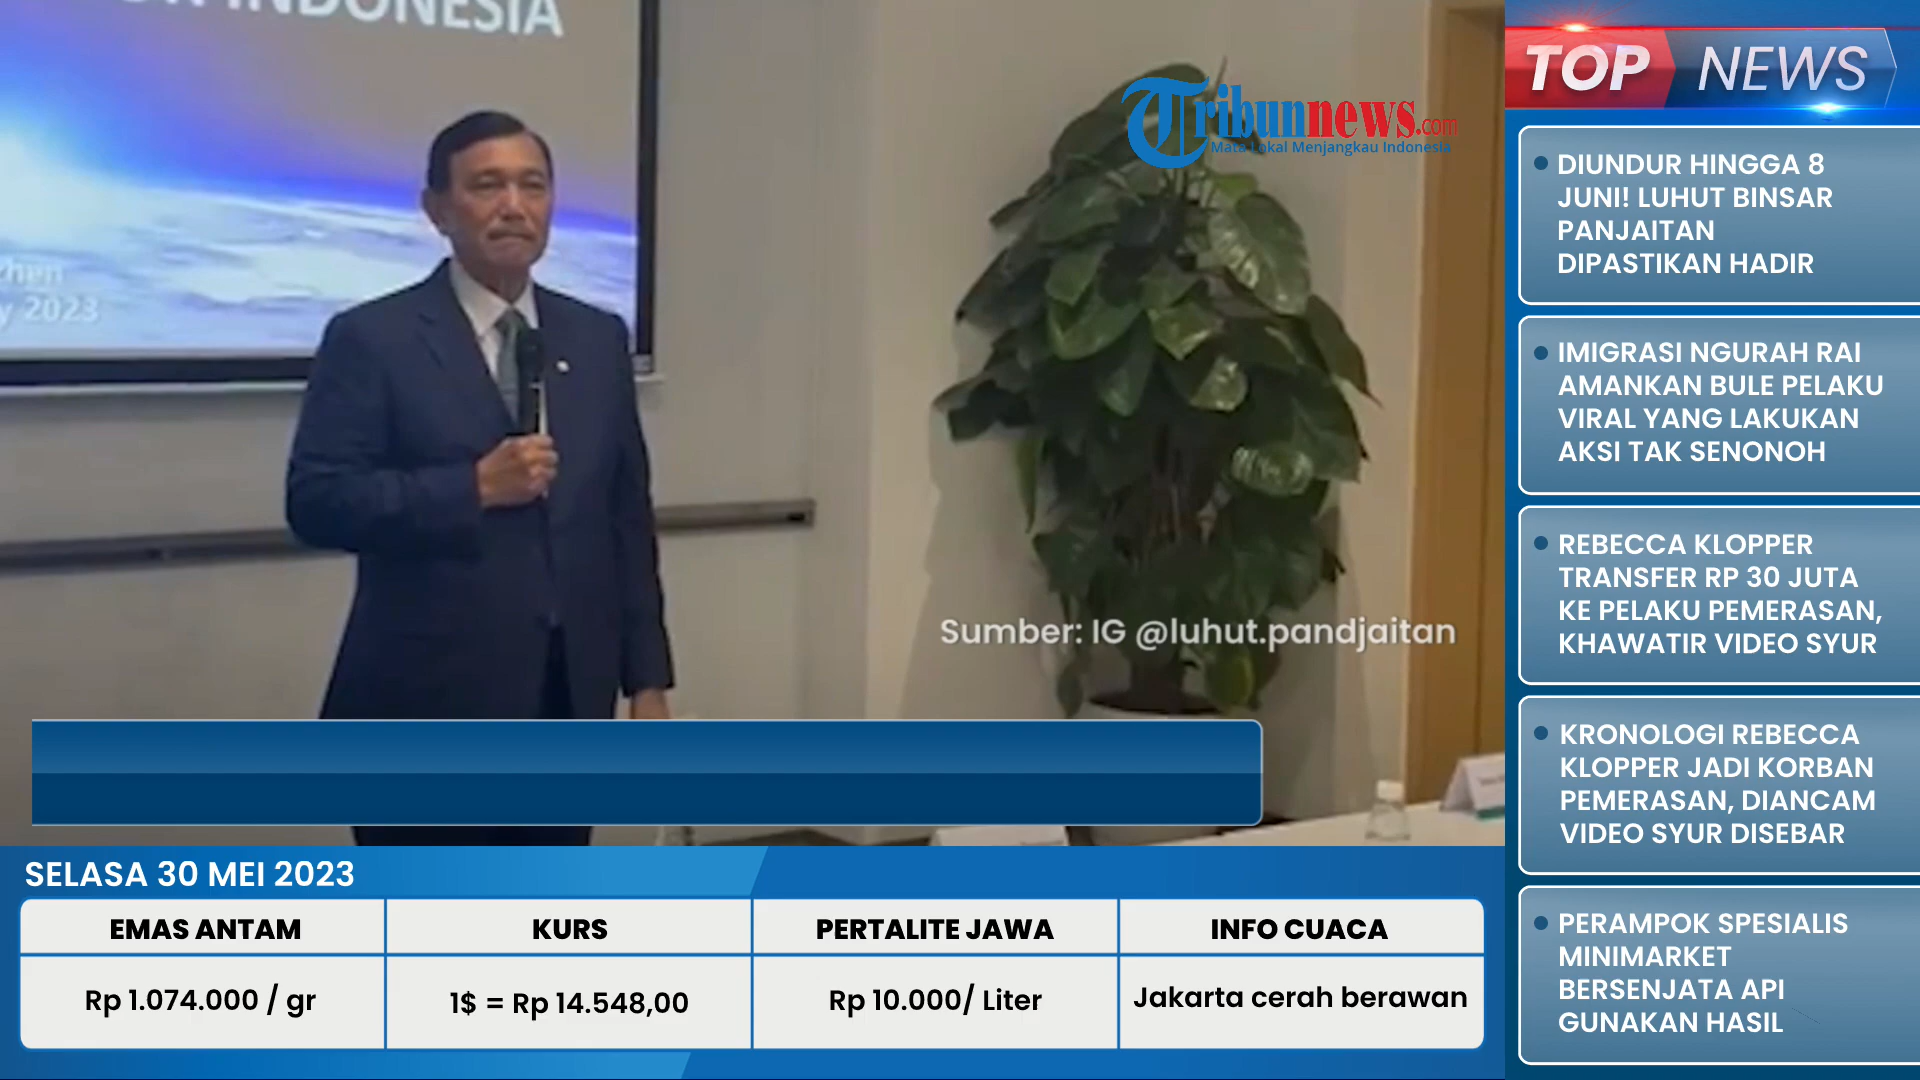 INDONESIA
2023
Tribunnews.com
Mata Lokal Menjangkau Indonesia
Sumber: IG @luhut.pandjaitan
TOP NEWS
DIUNDUR HINGGA 8
JUNI! LUHUT BINSAR
PANJAITAN
DIPASTIKAN HADIR
IMIGRASI NGURAH RAI
AMANKAN BULE PELAKU
VIRAL YANG LAKUKAN
AKSI TAK SENONOH
REBECCA KLOPPER
TRANSFER RP 30 JUTA
KE PELAKU PEMERASAN,
KHAWATIR VIDEO SYUR
KRONOLOGI REBECCA
KLOPPER JADI KORBAN
PEMERASAN, DIANCAM
VIDEO SYUR DISEBAR
PERAMPOK SPESIALIS
MINIMARKET
BERSENJATA API
GUNAKAN HASIL
SELASA 30 MEI 2023
EMAS ANTAM
KURS
PERTALITE JAWA
INFO CUACA
Rp 1.074.000 / gr
1$ = Rp 14.548,00
Rp 10.000/ Liter
Jakarta cerah berawan